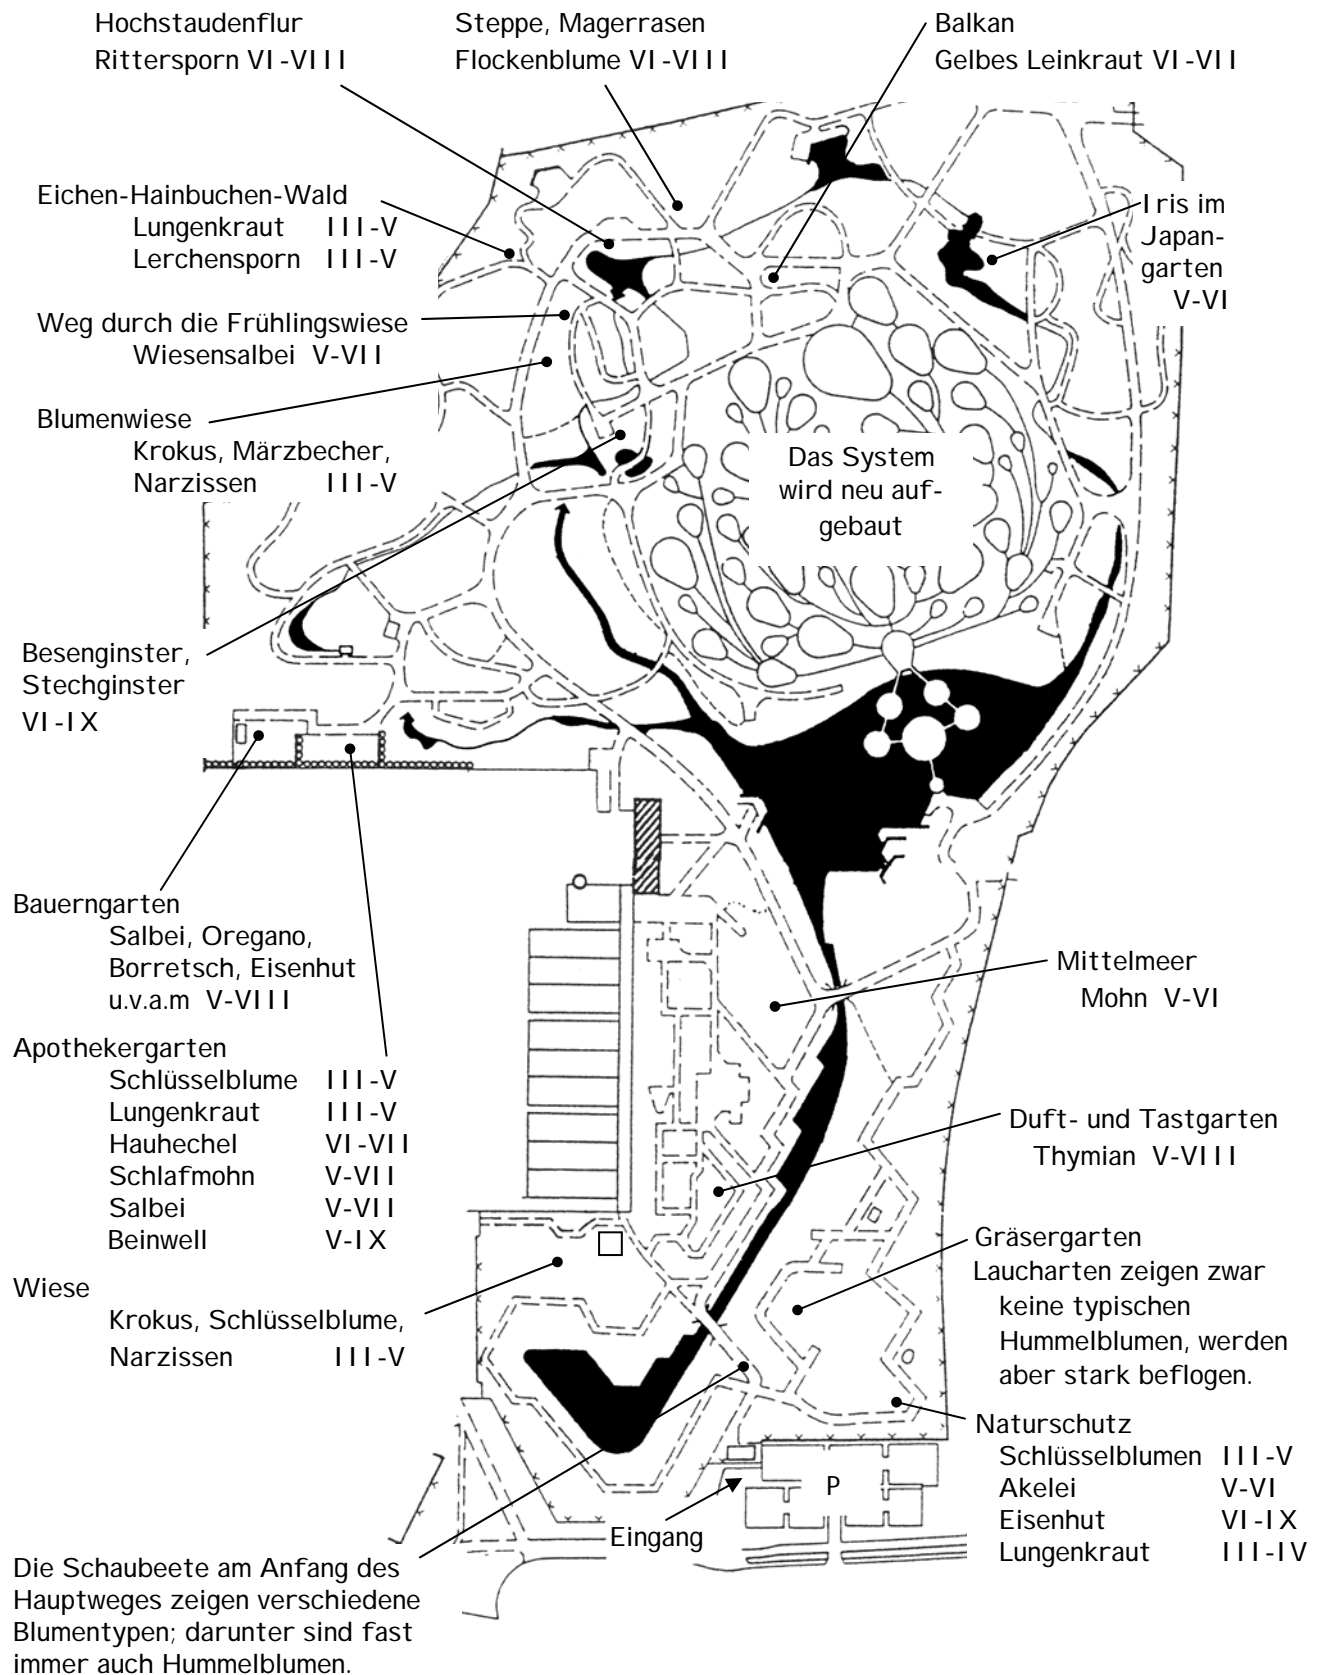 Hochstaudenflur
Rittersporn VI-VIII
Steppe, Magerrasen
Flockenblume VI-VIII
Balkan
Gelbes Leinkraut VI-VII
Eichen-Hainbuchen-Wald
Lungenkraut III-V
Lerchensporn III-V
Iris im
Japan-
garten
V-VI
Weg durch die Frühlingswiese
Wiesensalbei V-VII
Blumenwiese
Krokus, Märzbecher,
Narzissen III-V
Das System
wird neu auf-
gebaut
Besenginster,
Stechginster
VI-IX
Bauerngarten
Salbei, Oregano,
Borretsch, Eisenhut
u.v.a.m V-VIII
Mittelmeer
Mohn V-VI
Apothekergarten
Schlüsselblume III-V
Lungenkraut III-V
Hauhechel VI-VII
Schlafmohn V-VII
Salbei V-VII
Beinwell V-IX
Duft- und Tastgarten
Thymian V-VIII
Wiese
Krokus, Schlüsselblume,
Narzissen III-V
Gräsergarten
Laucharten zeigen zwar
keine typischen
Hummelblumen, werden
aber stark beflogen.
Naturschutz
Schlüsselblumen III-V
Akelei V-VI
Eisenhut VI-IX
Lungenkraut III-IV
P
Eingang
Die Schaubeete am Anfang des
Hauptweges zeigen verschiedene
Blumentypen; darunter sind fast
immer auch Hummelblumen.